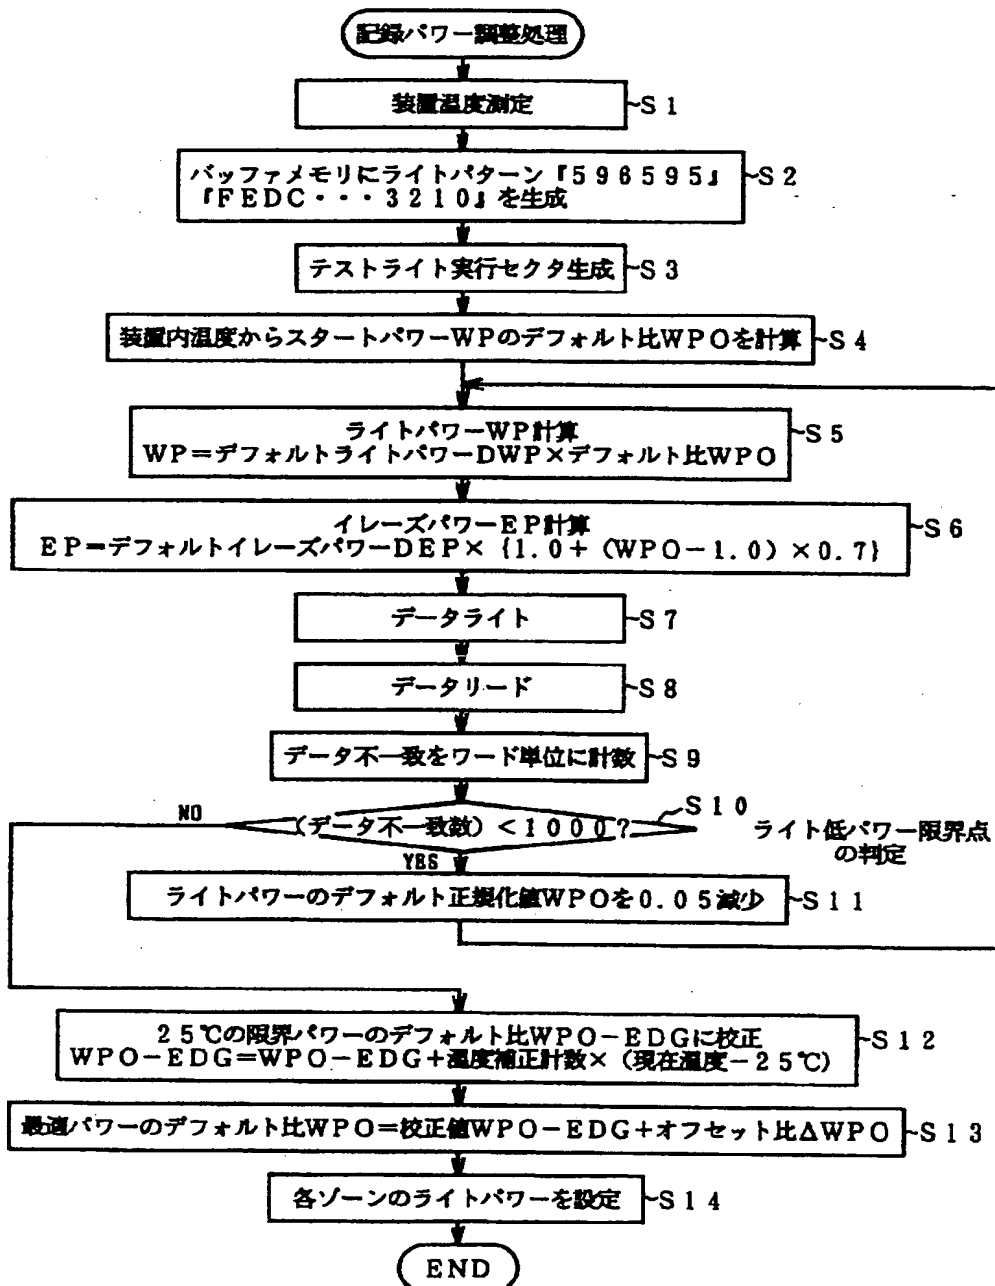 記録パワー調整処理
装置温度測定
S1
バッファメモリにライトパターン『596595』
『FEDC・・・3210』を生成
S2
テストライト実行セクタ生成
S3
装置内温度からスタートパワーWPのデフォルト比WPOを計算
S4
ライトパワーWP計算
WP=デフォルトライトパワーDWP×デフォルト比WPO
S5
イレーズパワーEP計算
EP=デフォルトイレーズパワーDEP×{1.0+(WPO-1.0)×0.7}
S6
データライト
S7
データリード
S8
データ不一致をワード単位に計数
S9
(データ不一致数)<1000?
S10
NO
YES
ライト低パワー限界点
の判定
ライトパワーのデフォルト正規化値WPOを0.05減少
S11
25℃の限界パワーのデフォルト比WPO-EDGに校正
WPO-EDG=WPO-EDG+温度補正計数×(現在温度-25℃)
S12
最適パワーのデフォルト比WPO=校正値WPO-EDG+オフセット比ΔWPO
S13
各ゾーンのライトパワーを設定
S14
END